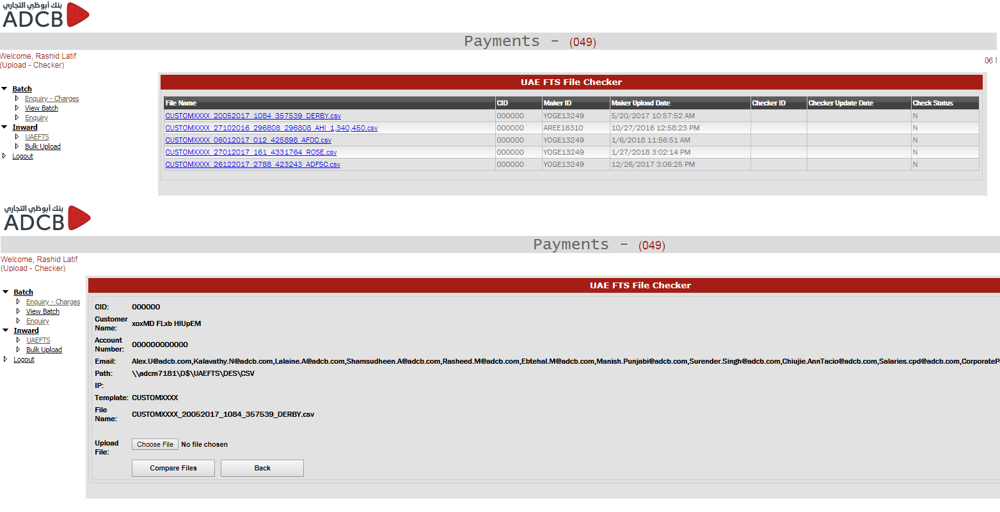 بنك أبوظبي التجاري
ADCB
Payments - (049)
Welcome, Rashid Latif
(Upload - Checker)
06
Batch
Enquiry - Charges
View Batch
Enquiry
Inward
UAEFTS
Bulk Upload
Logout
UAE FTS File Checker
File Name CID Maker ID Maker Upload Date Checker ID Checker Update Date Check Status
CUSTOMXXXX_20052017_1084_357539_DERBY.csv 000000 YOGE13249 5/20/2017 10:57:52 AM N
CUSTOMXXXX_27102016_296808_296808_AHI_1,340,450.csv 000000 AREE16310 10/27/2016 12:58:23 PM N
CUSTOMXXXX_06012017_012_425898_AFOC.csv 000000 YOGE13249 1/6/2018 11:56:51 AM N
CUSTOMXXXX_27012017_161_4331764_ROSE.csv 000000 YOGE13249 1/27/2018 3:02:14 PM N
CUSTOMXXXX_26122017_2788_423243_ADFSC.csv 000000 YOGE13249 12/26/2017 3:06:25 PM N
بنك أبوظبي التجاري
ADCB
Payments - (049)
Welcome, Rashid Latif
(Upload - Checker)
Batch
Enquiry - Charges
View Batch
Enquiry
Inward
UAEFTS
Bulk Upload
Logout
UAE FTS File Checker
CID: 000000
Customer Name: xoxMD FLxb HIUpEM
Account Number: 000000000000
Email: Alex.U@adcb.com,Kalavathy.N@adcb.com,Lalaine.A@adcb.com,Shamsudheen.A@adcb.com,Rasheed.M@adcb.com,Ebtehal.M@adcb.com,Manish.Punjabi@adcb.com,Surender.Singh@adcb.com,Chiujie.AnnTacio@adcb.com,Salaries.cpd@adcb.com,CorporatePa
Path: \\adcm7181\D$\UAEFTS\DES\CSV
IP:
Template: CUSTOMXXXX
File Name: CUSTOMXXXX_20052017_1084_357539_DERBY.csv
Upload File: Choose File No file chosen
Compare Files Back